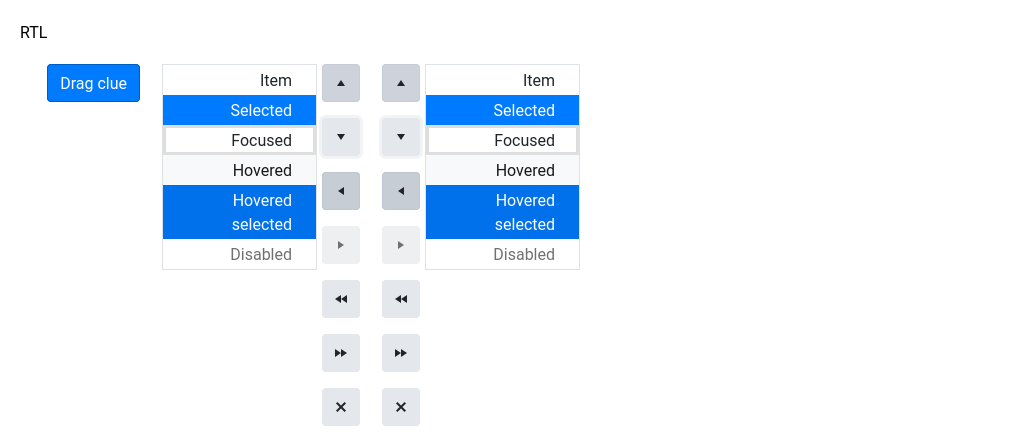 RTL
Drag clue
Item
Selected
Focused
Hovered
Hovered
selected
Disabled
Item
Selected
Focused
Hovered
Hovered
selected
Disabled